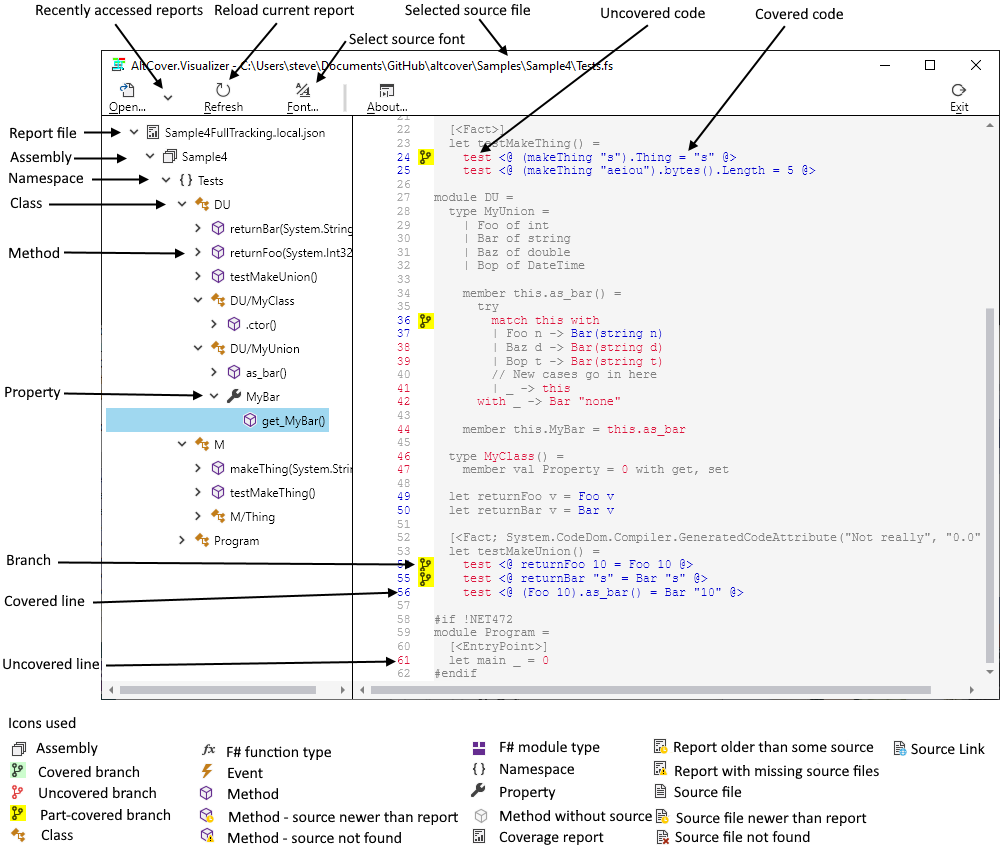 Recently accessed reports
Reload current report
Selected source file
Uncovered code
Covered code
Select source font
AltCover.Visualizer - C:\Users\steve\Documents\GitHub\altcover\Samples\Sample4\Tests.fs
Open...
Refresh
Font...
About...
Exit
Report file
Sample4FullTracking.local.json
Assembly
Sample4
Namespace
{ } Tests
Class
DU
returnBar(System.String
Method
returnFoo(System.Int32
testMakeUnion()
DU/MyClass
.ctor()
DU/MyUnion
as_bar()
Property
MyBar
get_MyBar()
M
makeThing(System.Strin
testMakeThing()
M/Thing
Program
Branch
Covered line
Uncovered line
21
22 [<Fact>]
23 let testMakeThing() =
24 test <@ (makeThing "s").Thing = "s" @>
25 test <@ (makeThing "aeiou").bytes().Length = 5 @>
26
27 module DU =
28 type MyUnion =
29 | Foo of int
30 | Bar of string
31 | Baz of double
32 | Bop of DateTime
33
34 member this.as_bar() =
35 try
36 match this with
37 | Foo n -> Bar(string n)
38 | Baz d -> Bar(string d)
39 | Bop t -> Bar(string t)
40 // New cases go in here
41 | _ -> this
42 with _ -> Bar "none"
43
44 member this.MyBar = this.as_bar
45
46 type MyClass() =
47 member val Property = 0 with get, set
48
49 let returnFoo v = Foo v
50 let returnBar v = Bar v
51
52 [<Fact; System.CodeDom.Compiler.GeneratedCodeAttribute("Not really", "0.0"
53 let testMakeUnion() =
test <@ returnFoo 10 = Foo 10 @>
55 test <@ returnBar "s" = Bar "s" @>
56 test <@ (Foo 10).as_bar() = Bar "10" @>
57
58 #if !NET472
59 module Program =
60 [<EntryPoint>]
61 let main _ = 0
62 #endif
Icons used
Assembly
Covered branch
Uncovered branch
Part-covered branch
Class
fx F# function type
Event
Method
Method - source newer than report
Method - source not found
F# module type
{ } Namespace
Property
Method without source
Coverage report
Report older than some source
Report with missing source files
Source file
Source file newer than report
Source file not found
Source Link